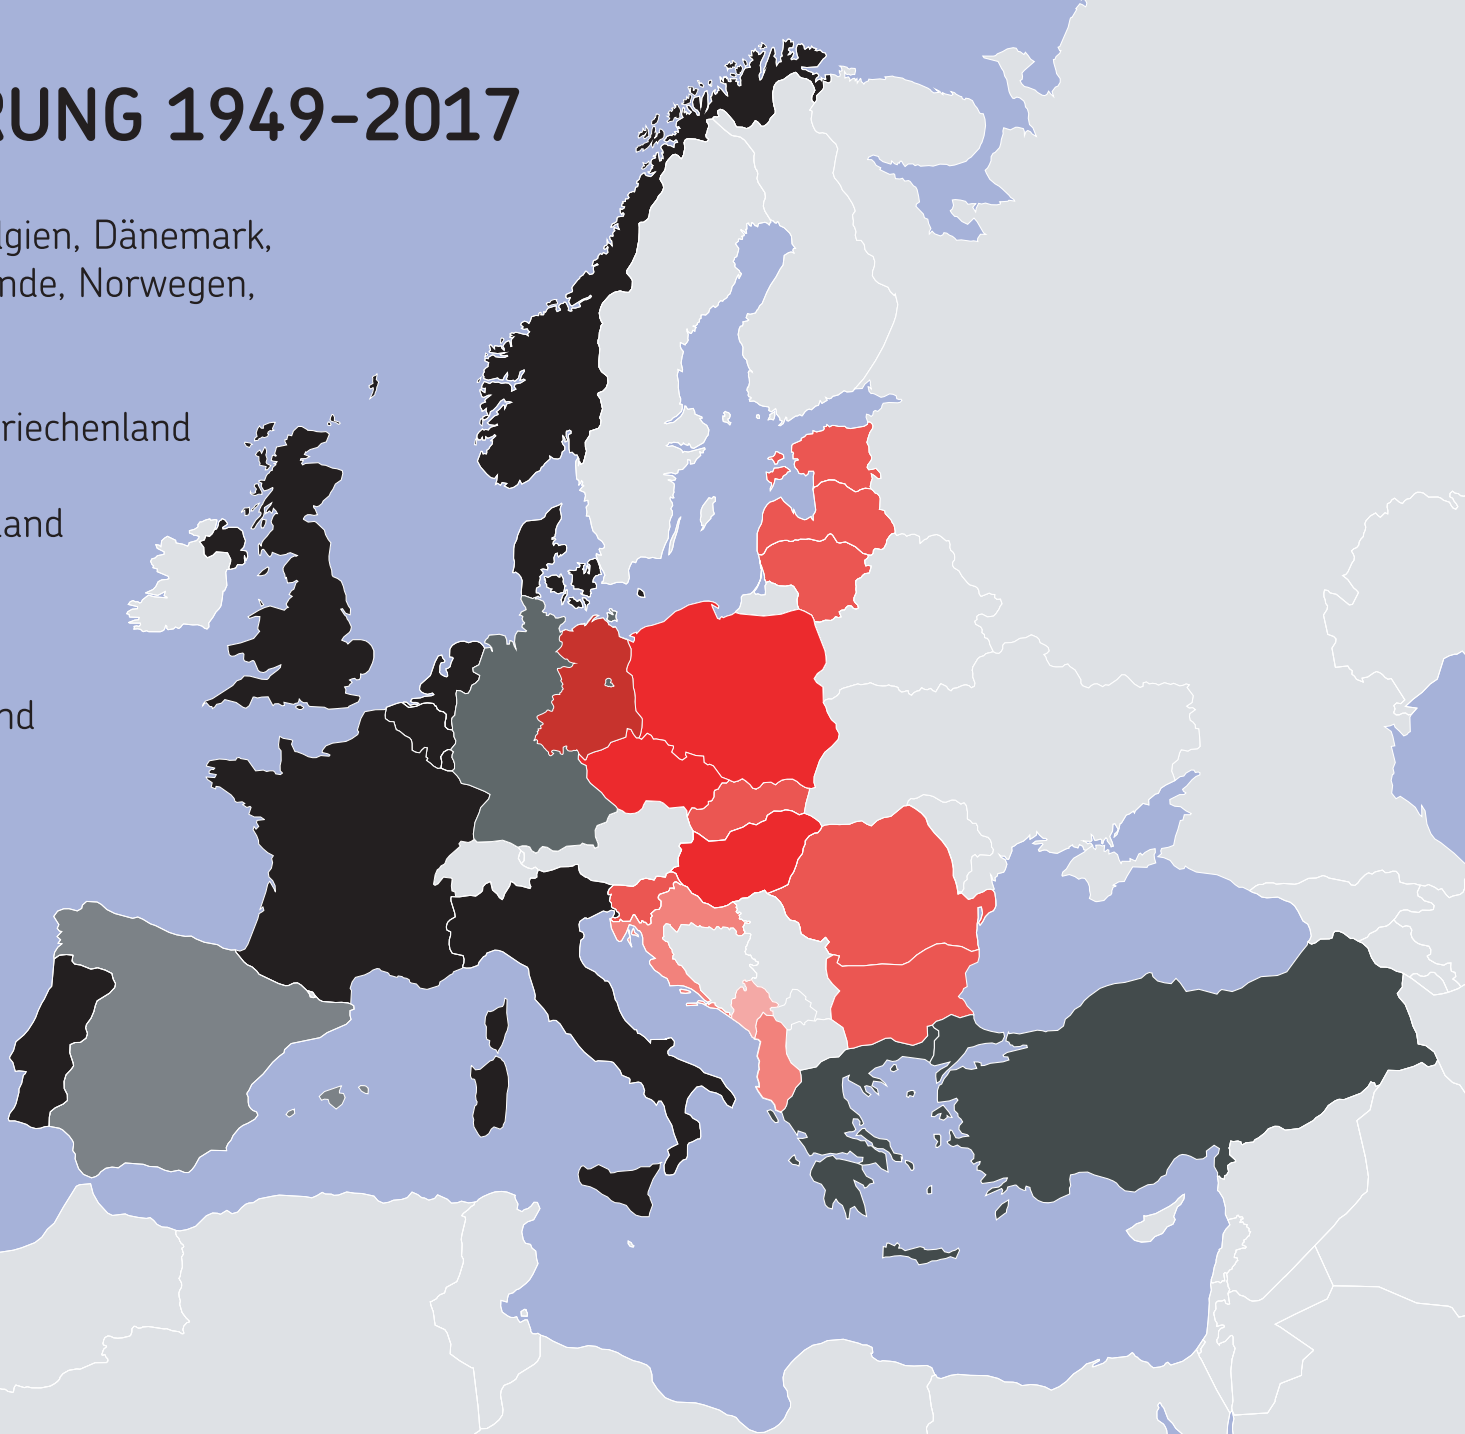 RUNG 1949–2017
lgien, Dänemark,
nde, Norwegen,
riechenland
land
nd